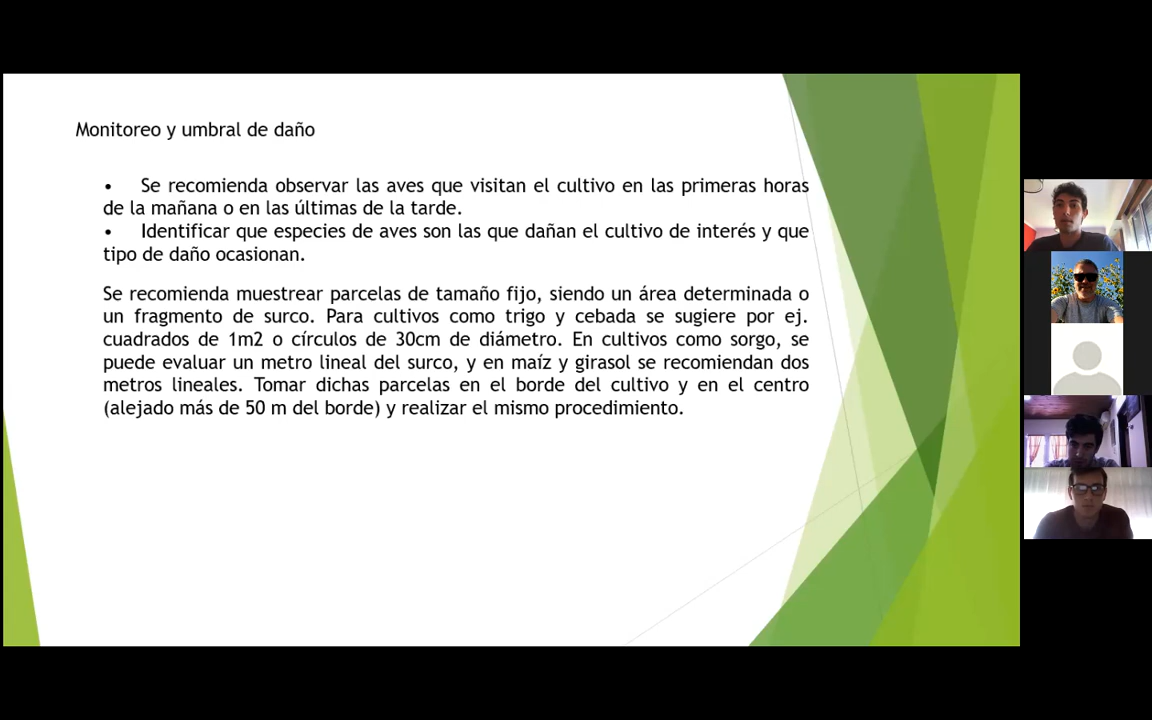 Monitoreo y umbral de daño
• Se recomienda observar las aves que visitan el cultivo en las primeras horas
de la mañana o en las últimas de la tarde.
• Identificar que especies de aves son las que dañan el cultivo de interés y que
tipo de daño ocasionan.
Se recomienda muestrear parcelas de tamaño fijo, siendo un área determinada o
un fragmento de surco. Para cultivos como trigo y cebada se sugiere por ej.
cuadrados de 1m2 o círculos de 30cm de diámetro. En cultivos como sorgo, se
puede evaluar un metro lineal del surco, y en maíz y girasol se recomiendan dos
metros lineales. Tomar dichas parcelas en el borde del cultivo y en el centro
(alejado más de 50 m del borde) y realizar el mismo procedimiento.